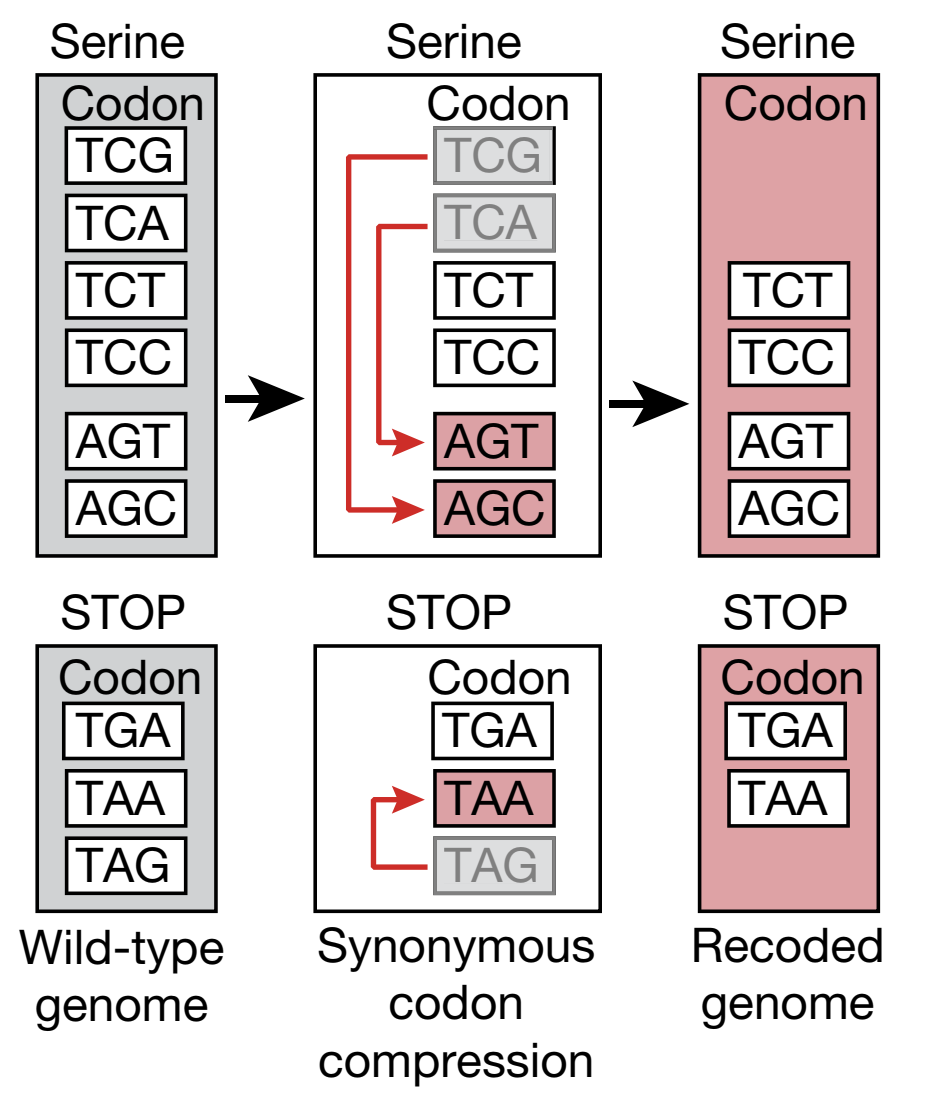 Serine
Codon
TCG
TCA
TCT
TCC
AGT
AGC
STOP
Codon
TGA
TAA
TAG
Wild-type
genome
Serine
Codon
TCG
TCA
TCT
TCC
AGT
AGC
STOP
Codon
TGA
TAA
TAG
Synonymous
codon
compression
Serine
Codon
TCT
TCC
AGT
AGC
STOP
Codon
TGA
TAA
Recoded
genome